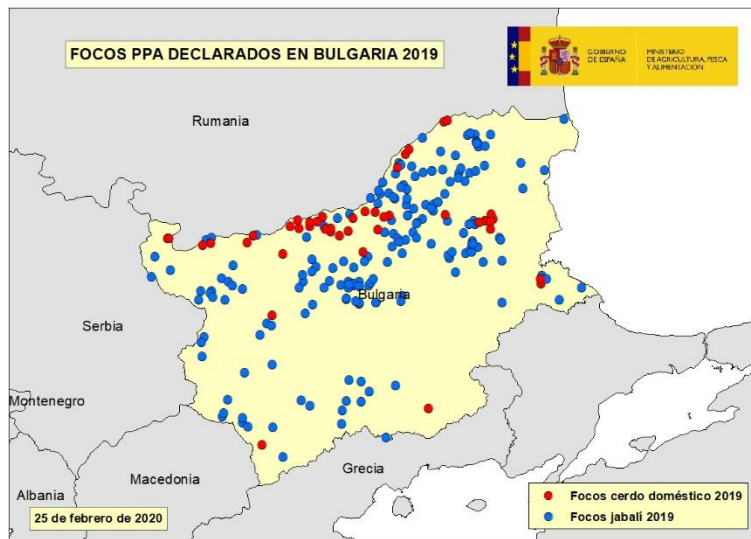 FOCOS PPA DECLARADOS EN BULGARIA 2019
GOBIERNO
DE ESPAÑA
MINISTERIO
DE AGRICULTURA, PESCA
Y ALIMENTACIÓN
Rumania
Serbia
Bulgaria
Montenegro
Macedonia
Albania
Grecia
25 de febrero de 2020
Focos cerdo doméstico 2019
Focos jabalí 2019